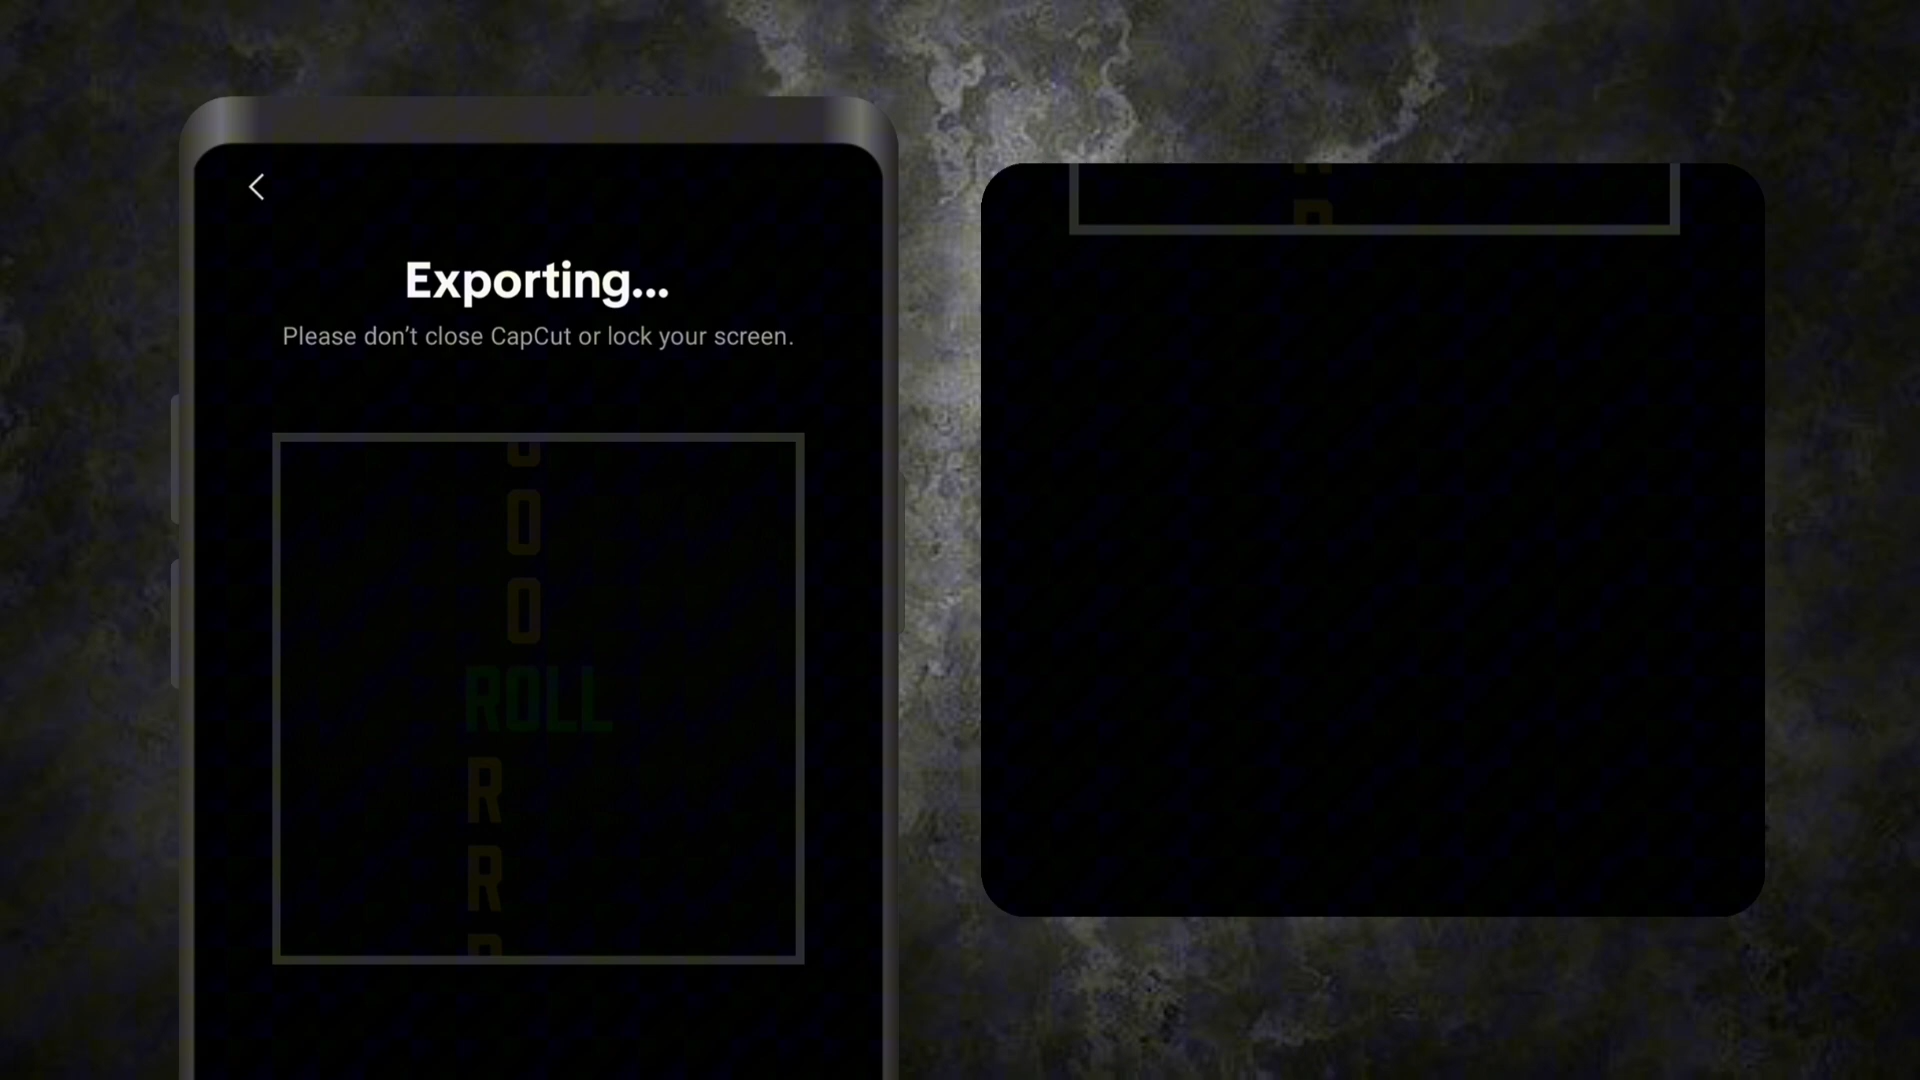 Exporting...
Please don’t close CapCut or lock your screen.
O
O
ROLL
R
R